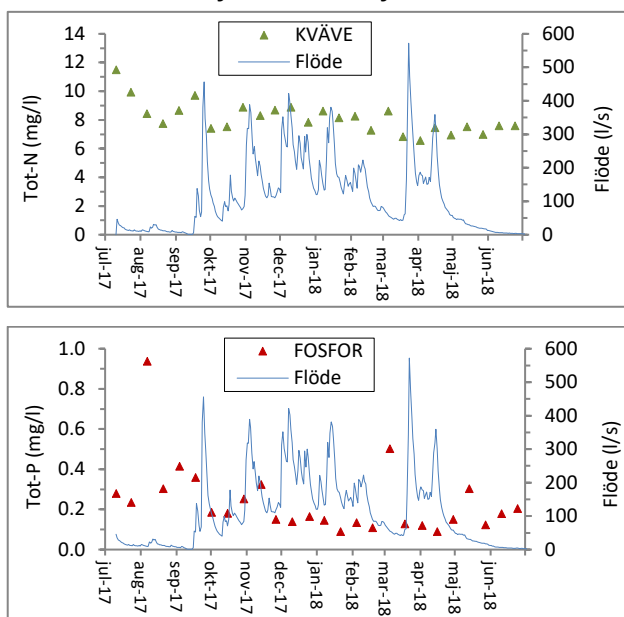 14
12
10
8
6
4
2
0
Tot-N (mg/l)
KVÄVE
Flöde
600
500
400
300
200
100
0
Flöde (l/s)
jul-17
aug-17
sep-17
okt-17
nov-17
dec-17
jan-18
feb-18
mar-18
apr-18
maj-18
jun-18
1.0
0.8
0.6
0.4
0.2
0.0
Tot-P (mg/l)
FOSFOR
Flöde
600
500
400
300
200
100
0
Flöde (l/s)
jul-17
aug-17
sep-17
okt-17
nov-17
dec-17
jan-18
feb-18
mar-18
apr-18
maj-18
jun-18